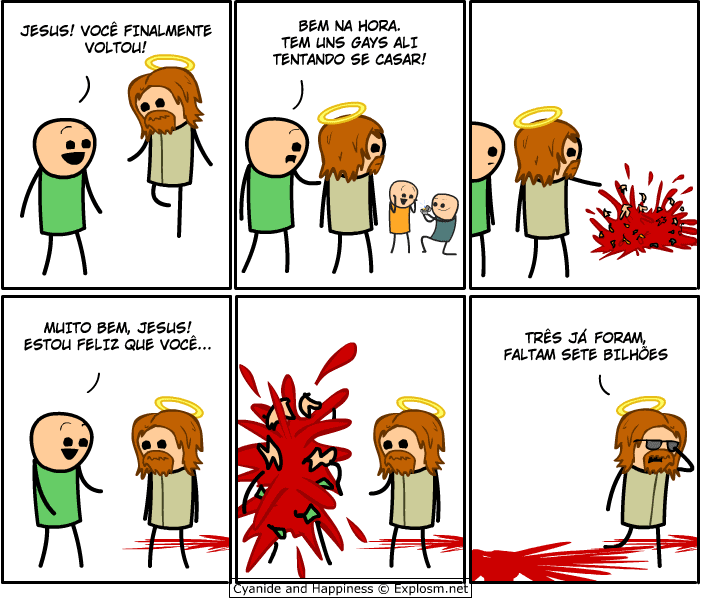 JESUS! VOCÊ FINALMENTE
VOLTOU!
BEM NA HORA.
TEM UNS GAYS ALI
TENTANDO SE CASAR!
MUITO BEM, JESUS!
ESTOU FELIZ QUE VOCÊ...
TRÊS JÁ FORAM,
FALTAM SETE BILHÕES
Cyanide and Happiness © Explosm.net